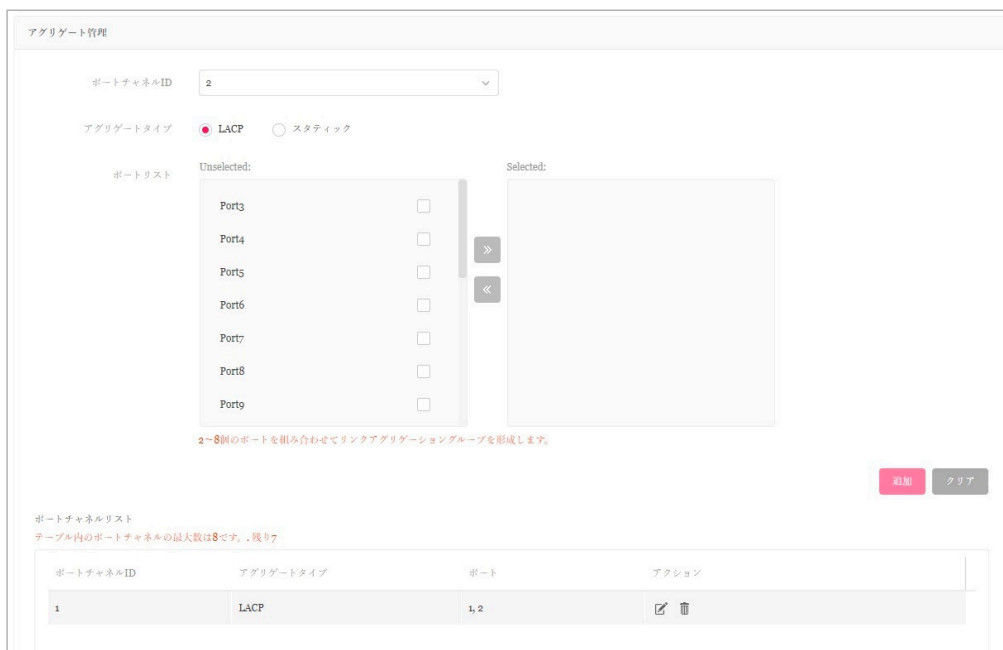 アグリゲート管理
ポートチャネルID
2
アグリゲートタイプ
LACP
スタティック
ポートリスト
Unselected:
Selected:
Port3
Port4
Port5
Port6
Port7
Port8
Port9
2～8個のポートを組み合わせてリンクアグリゲーショングループを形成します。
追加
クリア
ポートチャネルリスト
テーブル内のポートチャネルの最大数は8です。. 残り7
ポートチャネルID アグリゲートタイプ ポート アクション
1 LACP 1, 2